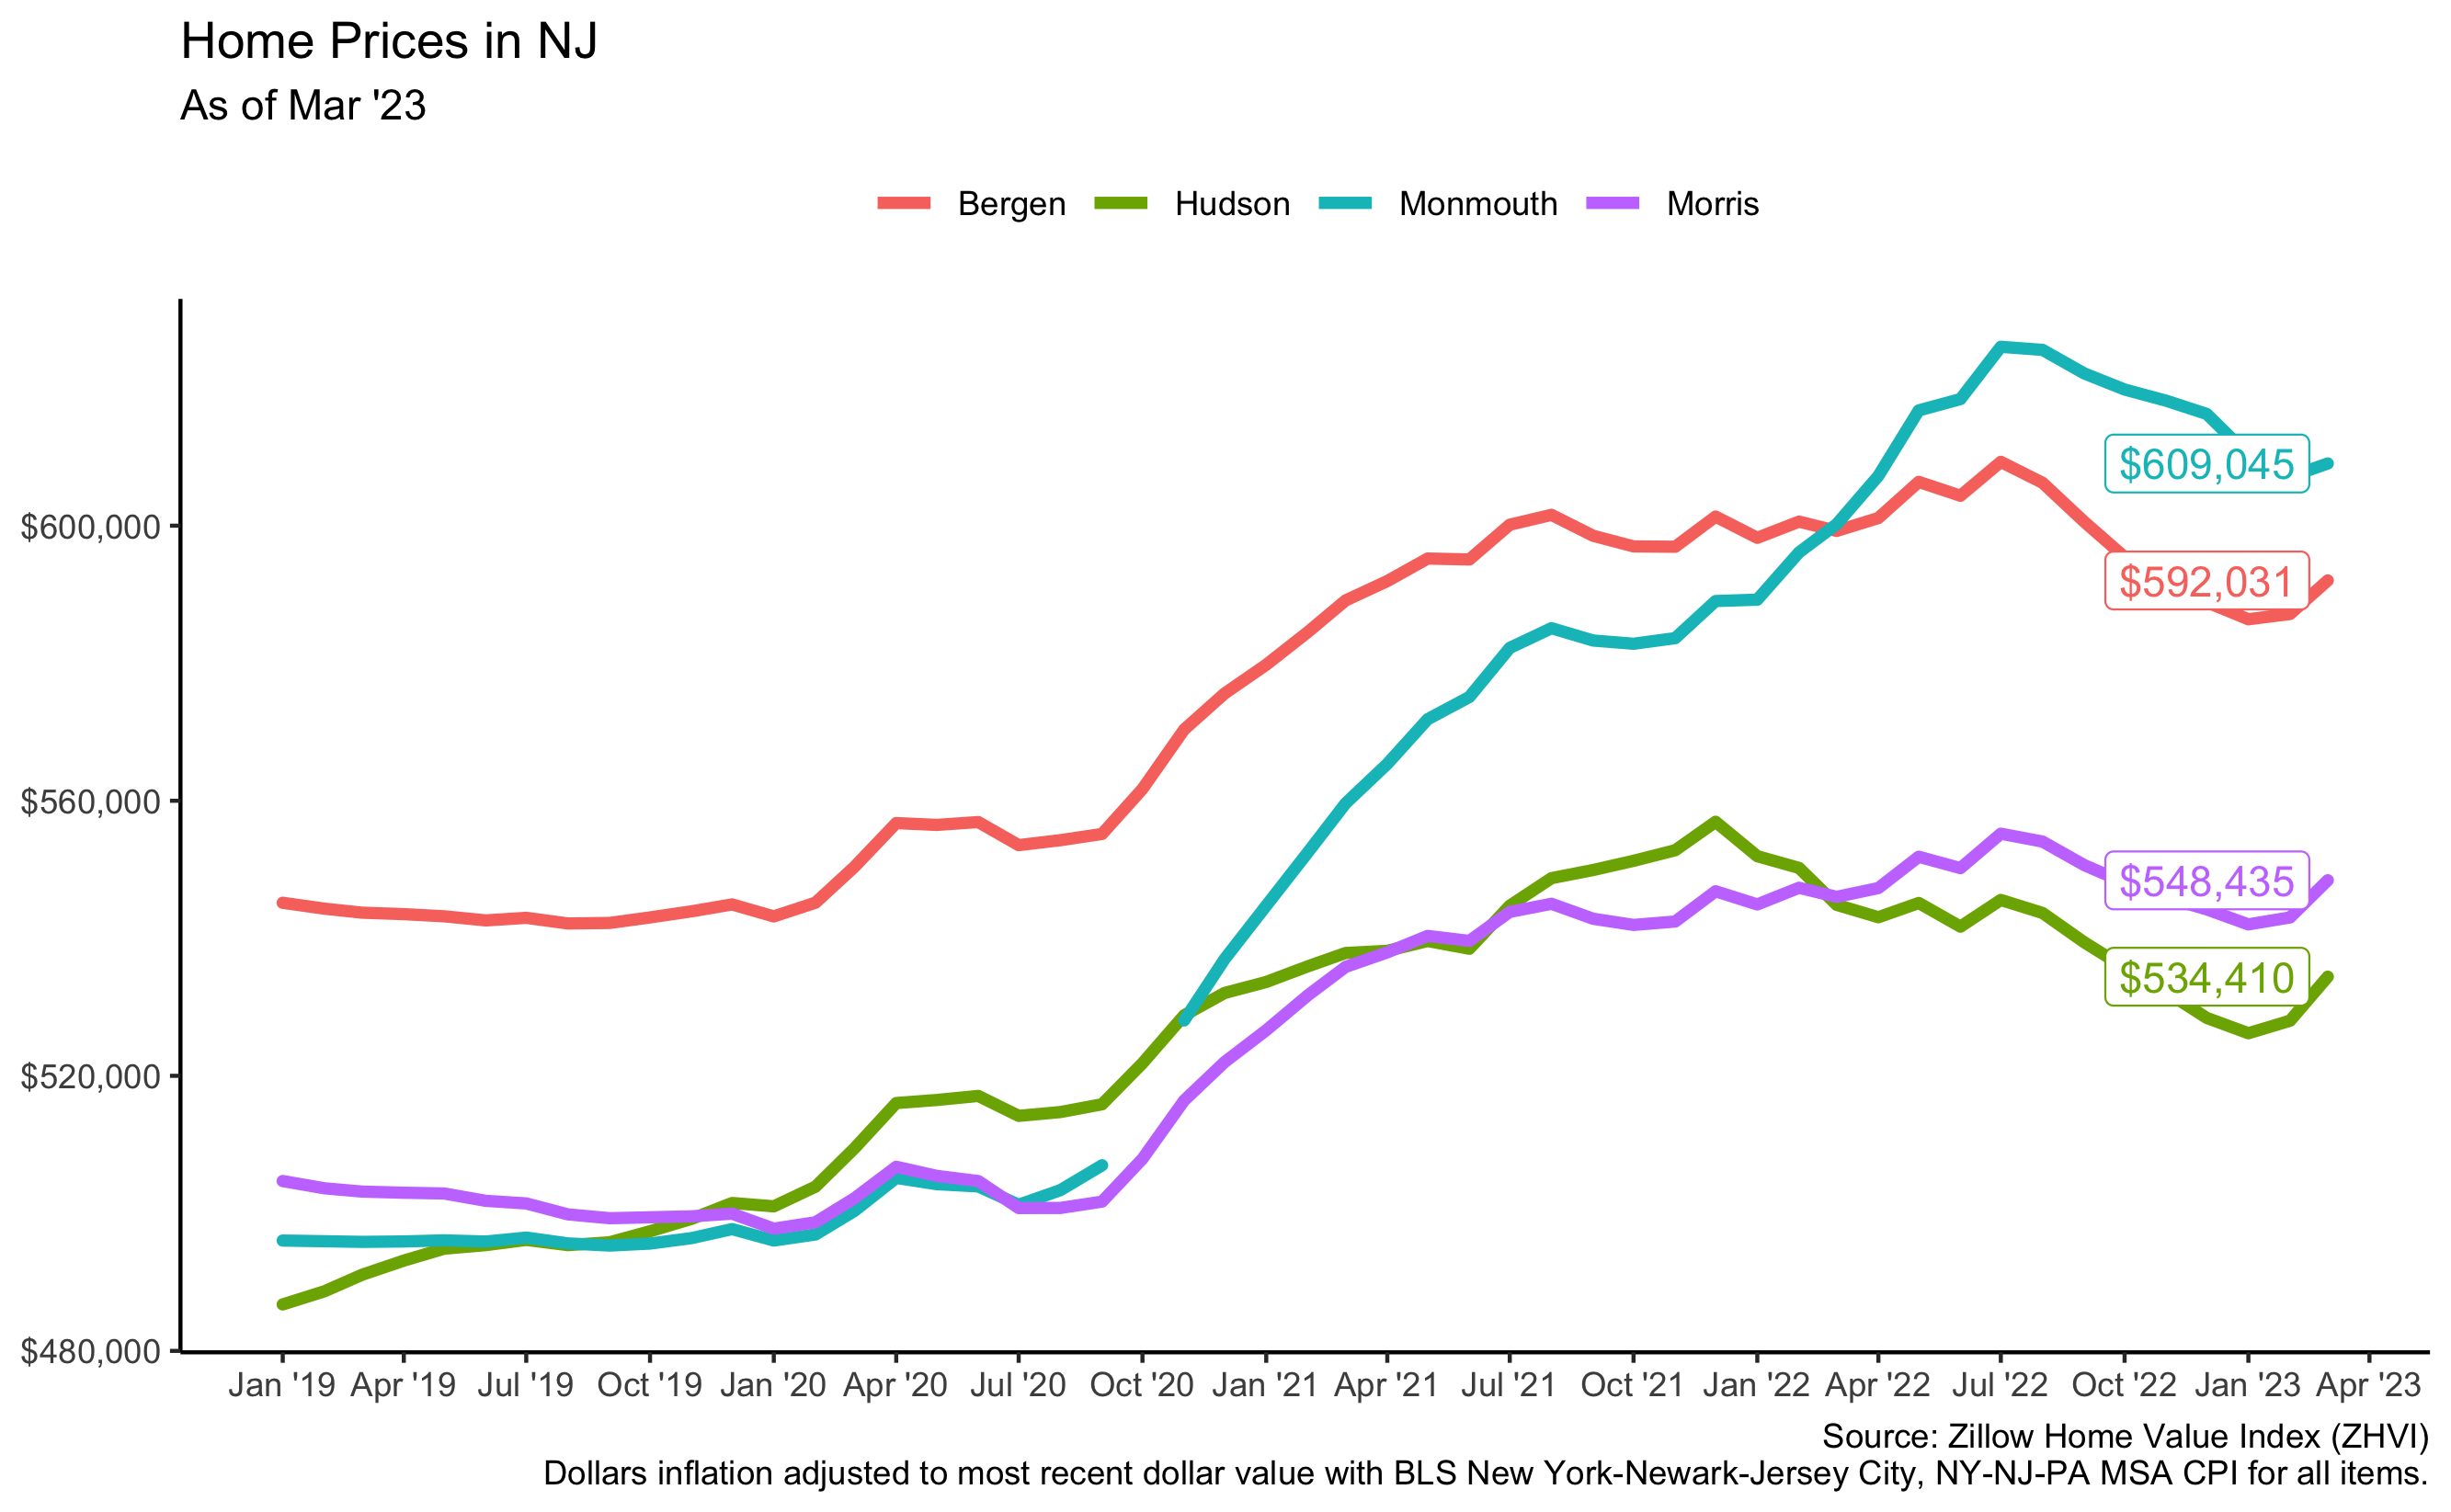 Home Prices in NJ
As of Mar '23
Bergen Hudson Monmouth Morris
$609,045
$600,000
$592,031
$560,000
$548,435
$534,410
$520,000
$480,000
Jan '19 Apr '19 Jul '19 Oct '19 Jan '20 Apr '20 Jul '20 Oct '20 Jan '21 Apr '21 Jul '21 Oct '21 Jan '22 Apr '22 Jul '22 Oct '22 Jan '23 Apr '23
Source: Zillow Home Value Index (ZHVI)
Dollars inflation adjusted to most recent dollar value with BLS New York-Newark-Jersey City, NY-NJ-PA MSA CPI for all items.